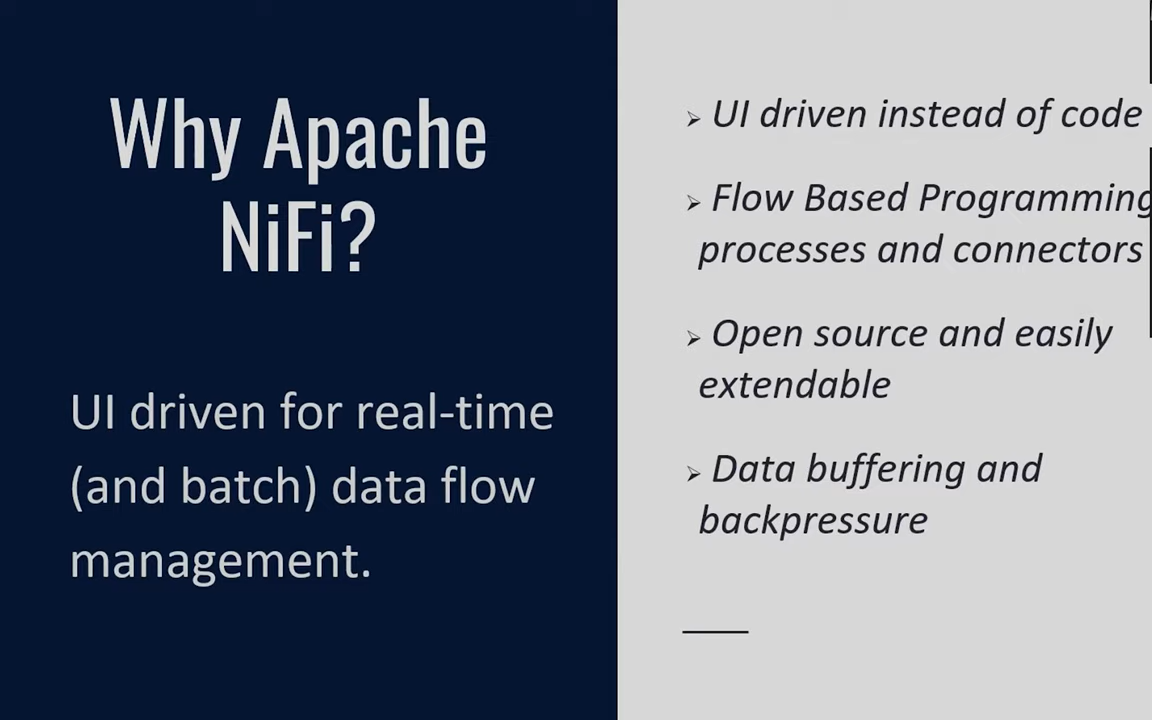 Why Apache
NiFi?
UI driven for real-time
(and batch) data flow
management.
UI driven instead of code
Flow Based Programming
processes and connectors
Open source and easily
extendable
Data buffering and
backpressure